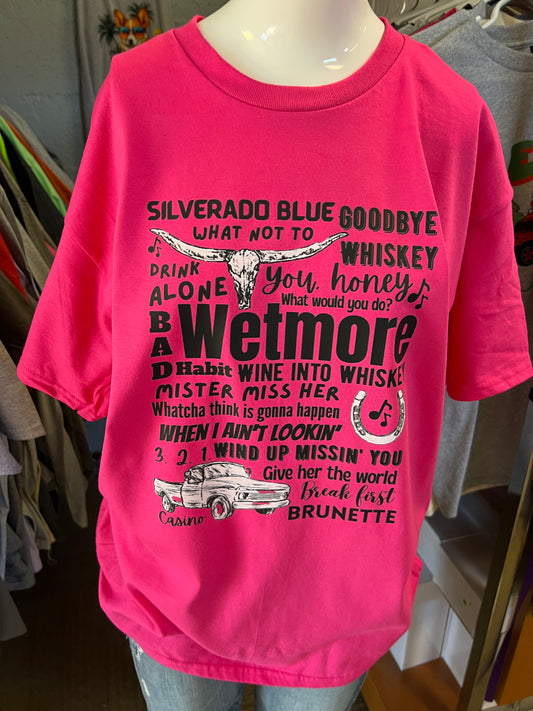 SILVERADO BLUE GOODBYE
WHAT NOT TO WHISKEY
DRINK ALONE You, honey
What would you do?
BAD Wetmore
Habit WINE INTO WHISKEY
MISTER MISS HER
Whatcha think is gonna happen
WHEN I AIN'T LOOKIN'
3, 2, 1 WIND UP MISSIN' YOU
Give her the world
Break first
Casino BRUNETTE